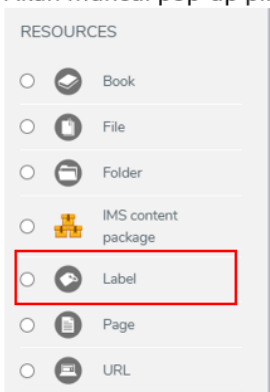 RESOURCES
Book
File
Folder
IMS content
package
Label
Page
URL